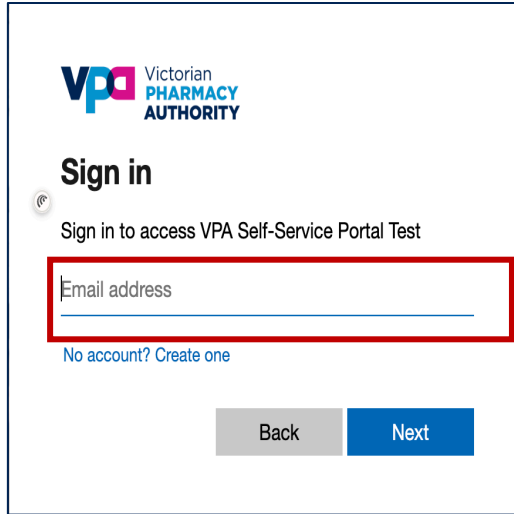 vpa Victorian
PHARMACY
AUTHORITY
Sign in
Sign in to access VPA Self-Service Portal Test
Email address
No account? Create one
Back Next